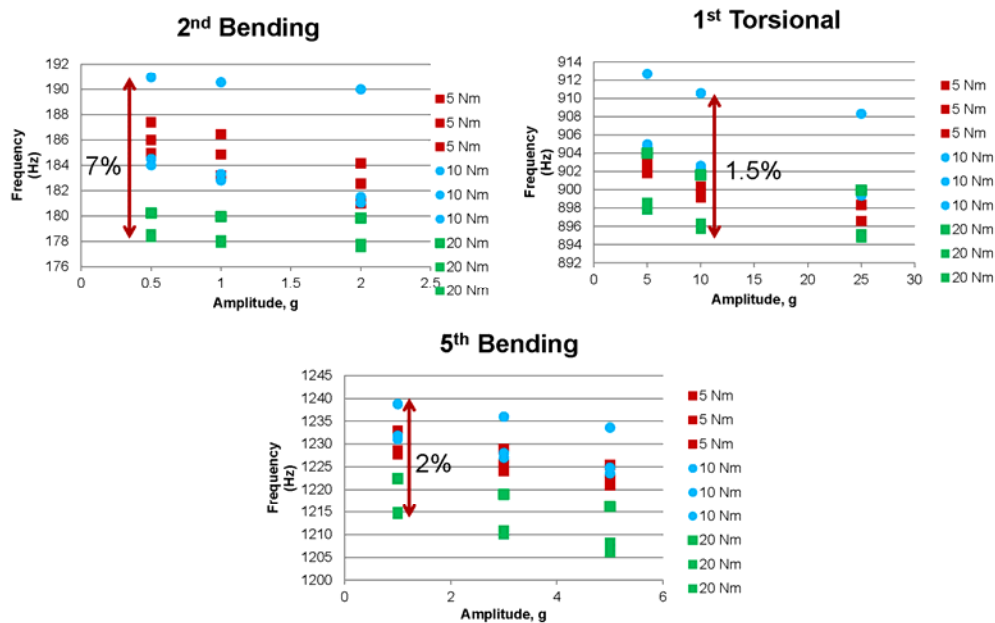 2nd Bending
192
190
188
186
184
182
180
178
176
Frequency
(Hz)
7%
0
0.5
1
1.5
2
2.5
Amplitude, g
5 Nm
5 Nm
5 Nm
10 Nm
10 Nm
10 Nm
20 Nm
20 Nm
20 Nm
1st Torsional
914
912
910
908
906
904
902
900
898
896
894
892
Frequency
(Hz)
1.5%
0
5
10
15
20
25
30
Amplitude, g
5 Nm
5 Nm
5 Nm
10 Nm
10 Nm
10 Nm
20 Nm
20 Nm
20 Nm
5th Bending
1245
1240
1235
1230
1225
1220
1215
1210
1205
1200
Frequency
(Hz)
2%
0
2
4
6
Amplitude, g
5 Nm
5 Nm
5 Nm
10 Nm
10 Nm
10 Nm
20 Nm
20 Nm
20 Nm